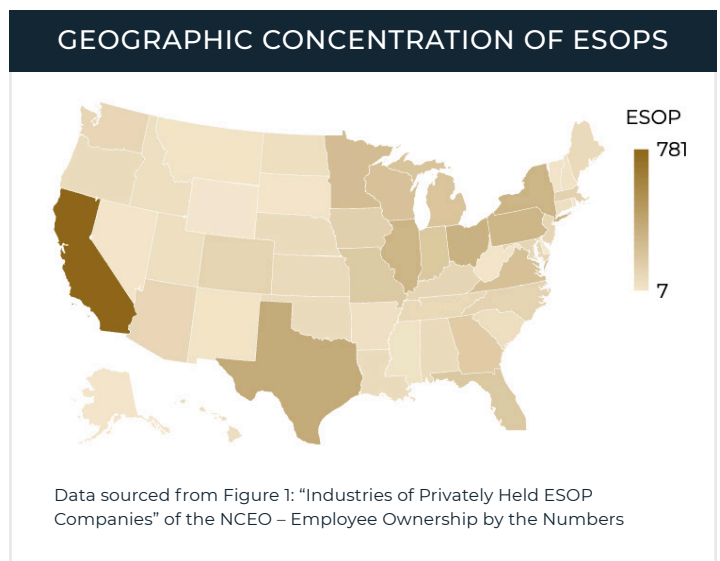 GEOGRAPHIC CONCENTRATION OF ESOPS
ESOP
781
7
Data sourced from Figure 1: “Industries of Privately Held ESOP
Companies” of the NCEO – Employee Ownership by the Numbers